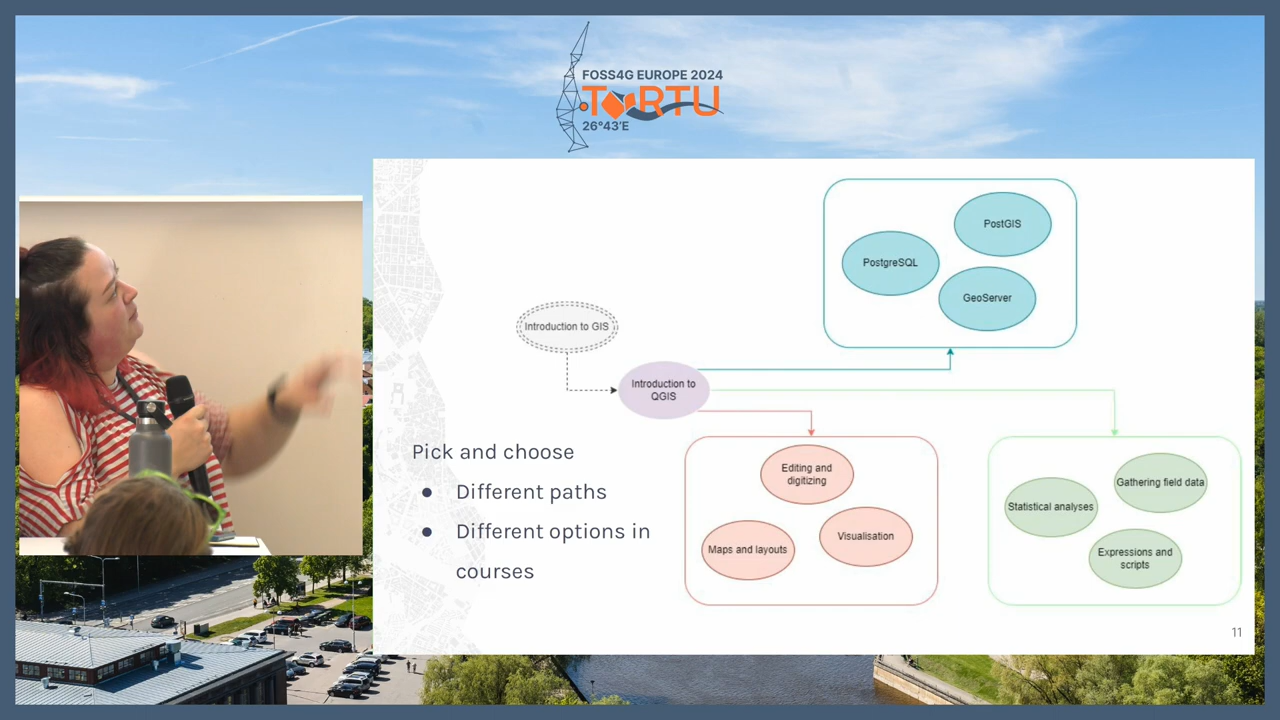 FOSS4G EUROPE 2024
TARTU
26°43'E
PostGIS
PostgreSQL
GeoServer
Introduction to GIS
Introduction to
QGIS
Pick and choose
● Different paths
● Different options in
courses
Editing and
digitizing
Visualisation
Maps and layouts
Gathering field data
Statistical analyses
Expressions and
scripts
11